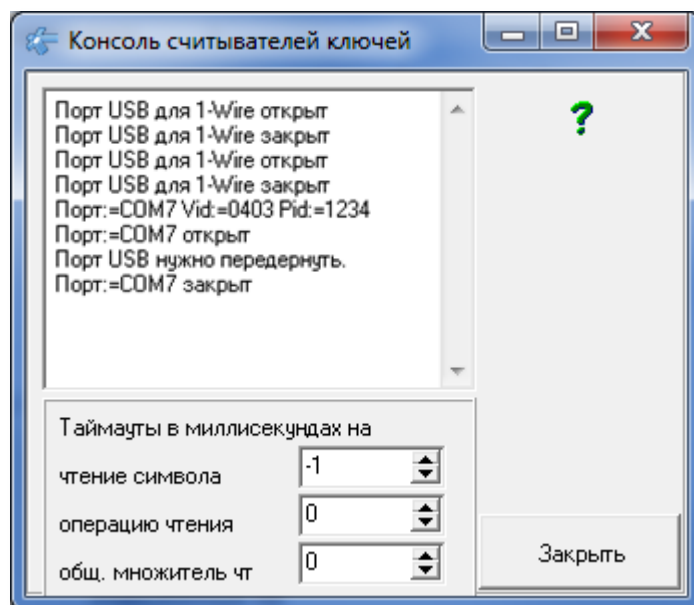 Консоль считывателей ключей
Порт USB для 1-Wire открыт
Порт USB для 1-Wire закрыт
Порт USB для 1-Wire открыт
Порт USB для 1-Wire закрыт
Порт:=COM7 Vid:=0403 Pid:=1234
Порт:=COM7 открыт
Порт USB нужно передернуть.
Порт:=COM7 закрыт
?
Таймауты в миллисекундах на
чтение символа -1
операцию чтения 0
общ. множитель чт 0
Закрыть